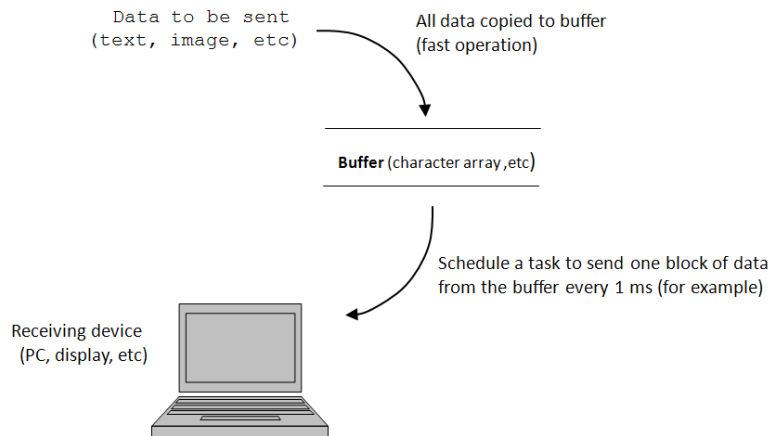 Data to be sent
(text, image, etc)
All data copied to buffer
(fast operation)
Buffer (character array ,etc)
Schedule a task to send one block of data
from the buffer every 1 ms (for example)
Receiving device
(PC, display, etc)